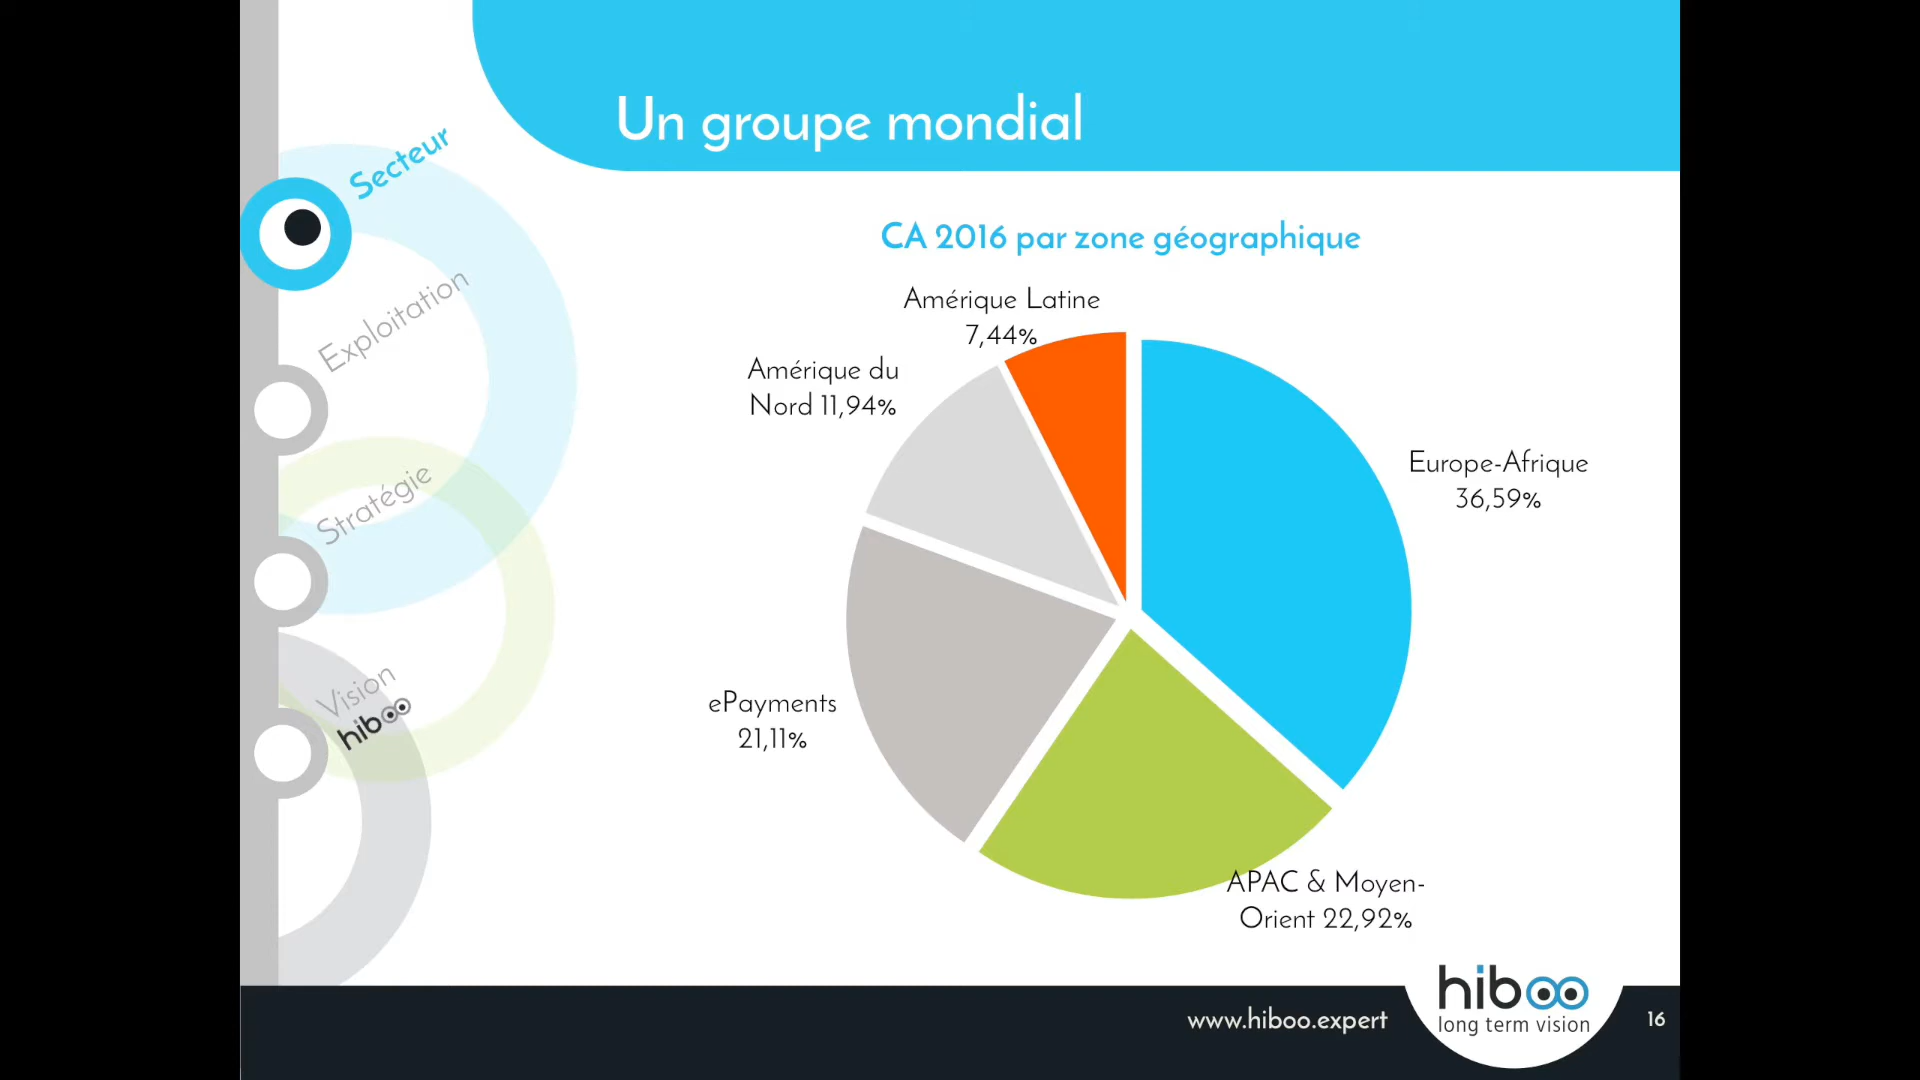 Un groupe mondial
Secteur
Exploitation
Stratégie
Vision
hiboo
CA 2016 par zone géographique
Amérique Latine
7,44%
Amérique du
Nord 11,94%
Europe-Afrique
36,59%
ePayments
21,11%
APAC & Moyen-
Orient 22,92%
www.hiboo.expert
hiboo
long term vision
16